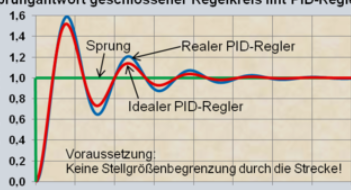 Sprungantwort geschlossener Regelkreis mit PID-Regler
1,6
1,4
Sprung
Realer PID-Regler
1,2
1,0
0,8
Idealer PID-Regler
0,6
0,4
Voraussetzung:
0,2
Keine Stellgrößenbegrenzung durch die Strecke!
0,0